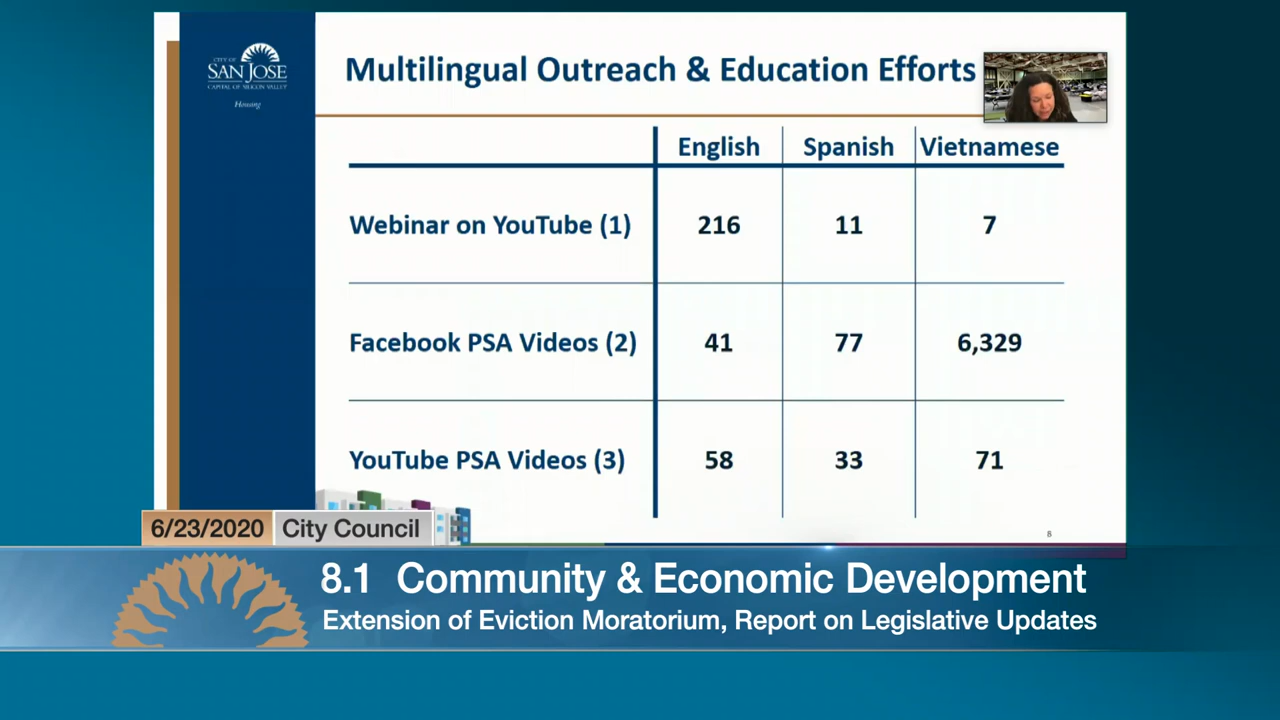 CITY OF
SAN JOSE
CAPITAL OF SILICON VALLEY
Housing
Multilingual Outreach & Education Efforts
English Spanish Vietnamese
Webinar on YouTube (1) 216 11 7
Facebook PSA Videos (2) 41 77 6,329
YouTube PSA Videos (3) 58 33 71
8
6/23/2020 City Council
8.1 Community & Economic Development
Extension of Eviction Moratorium, Report on Legislative Updates